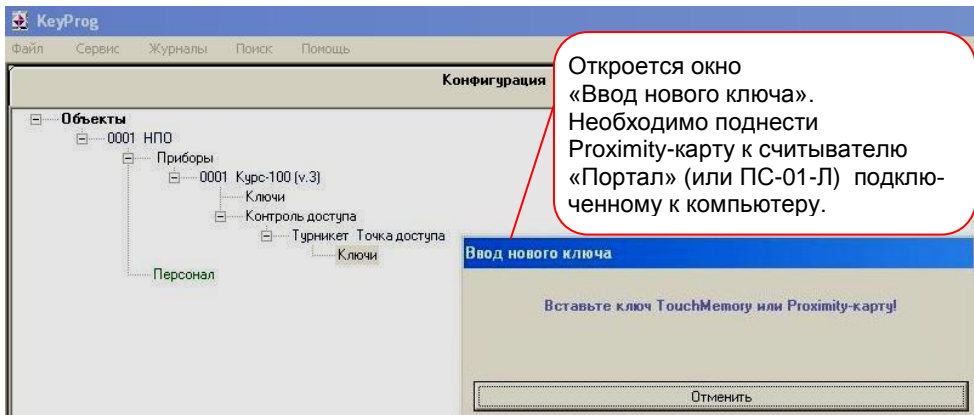 KeyProg
Файл Сервис Журналы Поиск Помощь
Конфигурация
Объекты
0001 НПО
Приборы
0001 Курс-100 (v.3)
Ключи
Контроль доступа
Турникет Точка доступа
Ключи
Персонал
Откроется окно
«Ввод нового ключа».
Необходимо поднести
Proximity-карту к считывателю
«Портал» (или ПС-01-Л) подклю-
ченному к компьютеру.
Ввод нового ключа
Вставьте ключ TouchMemory или Proximity-карту!
Отменить